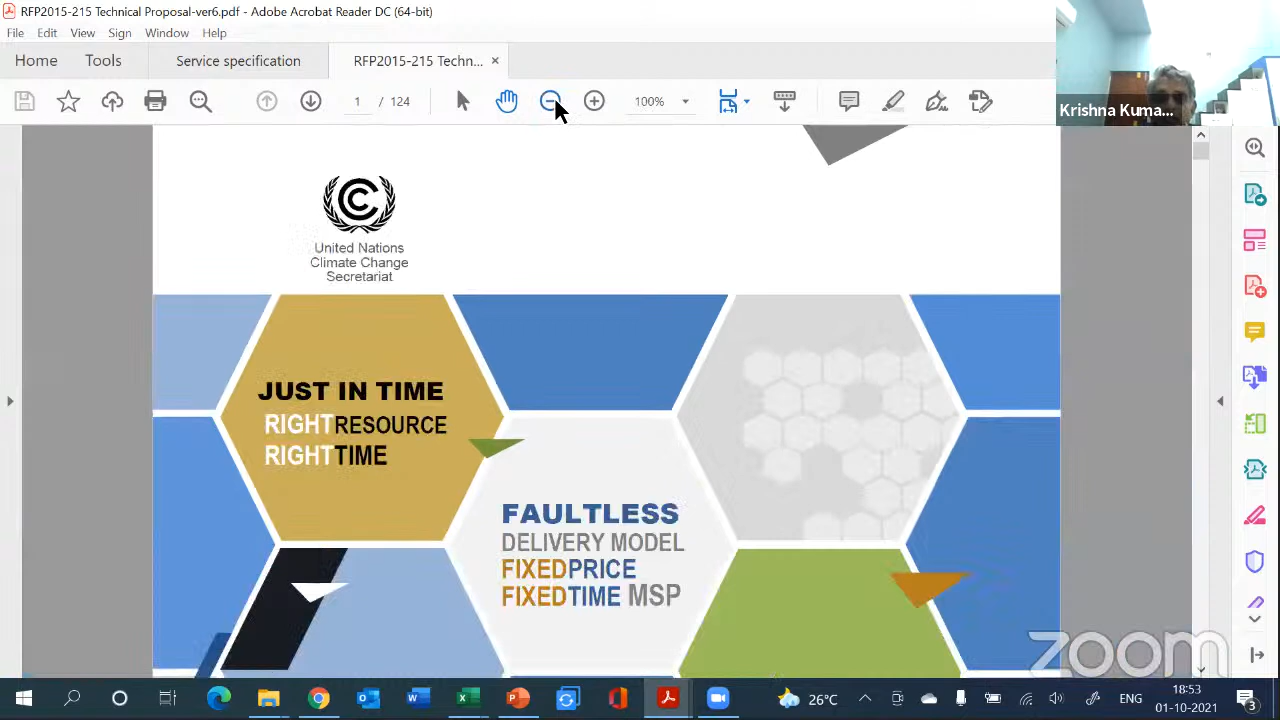 RFP2015-215 Technical Proposal-ver6.pdf - Adobe Acrobat Reader DC (64-bit)
File Edit View Sign Window Help
Home Tools Service specification RFP2015-215 Techn... ×
1 / 124 100%
Krishna Kuma...
United Nations
Climate Change
Secretariat
JUST IN TIME
RIGHTRESOURCE
RIGHTTIME
FAULTLESS
DELIVERY MODEL
FIXEDPRICE
FIXEDTIME MSP
zoom
26°C ENG 18:53
01-10-2021
3